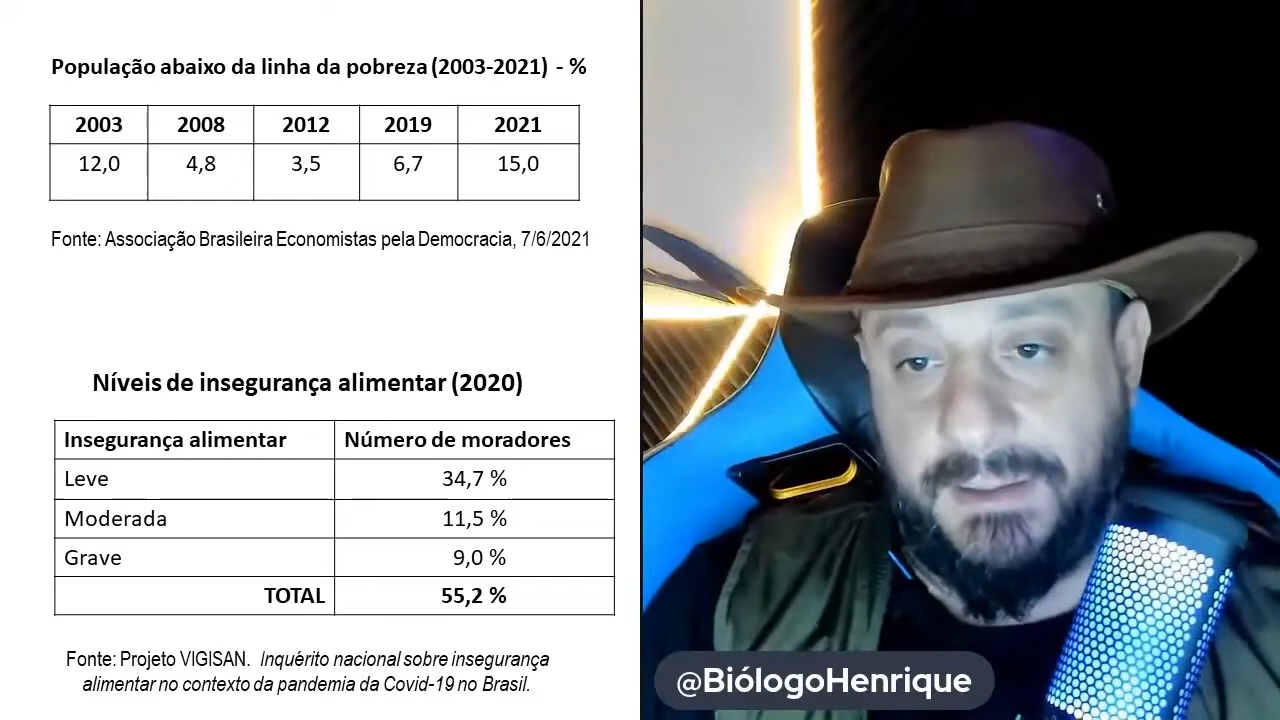 População abaixo da linha da pobreza (2003-2021) - %
2003 2008 2012 2019 2021
12,0 4,8 3,5 6,7 15,0
Fonte: Associação Brasileira Economistas pela Democracia, 7/6/2021
Níveis de insegurança alimentar (2020)
Insegurança alimentar Número de moradores
Leve 34,7 %
Moderada 11,5 %
Grave 9,0 %
TOTAL 55,2 %
Fonte: Projeto VIGISAN. Inquérito nacional sobre insegurança
alimentar no contexto da pandemia da Covid-19 no Brasil.
@BiólogoHenrique